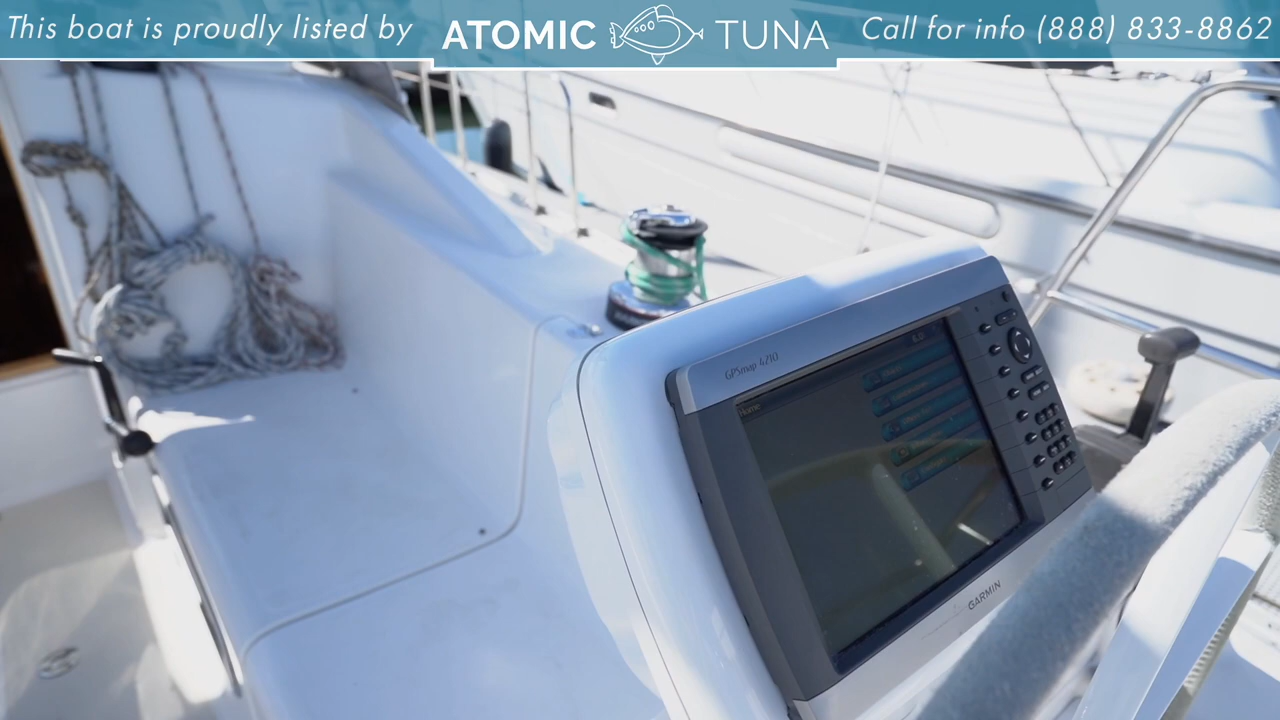 This boat is proudly listed by ATOMIC TUNA Call for info (888) 833-8862
GPSmap 4210
Home
GARMIN